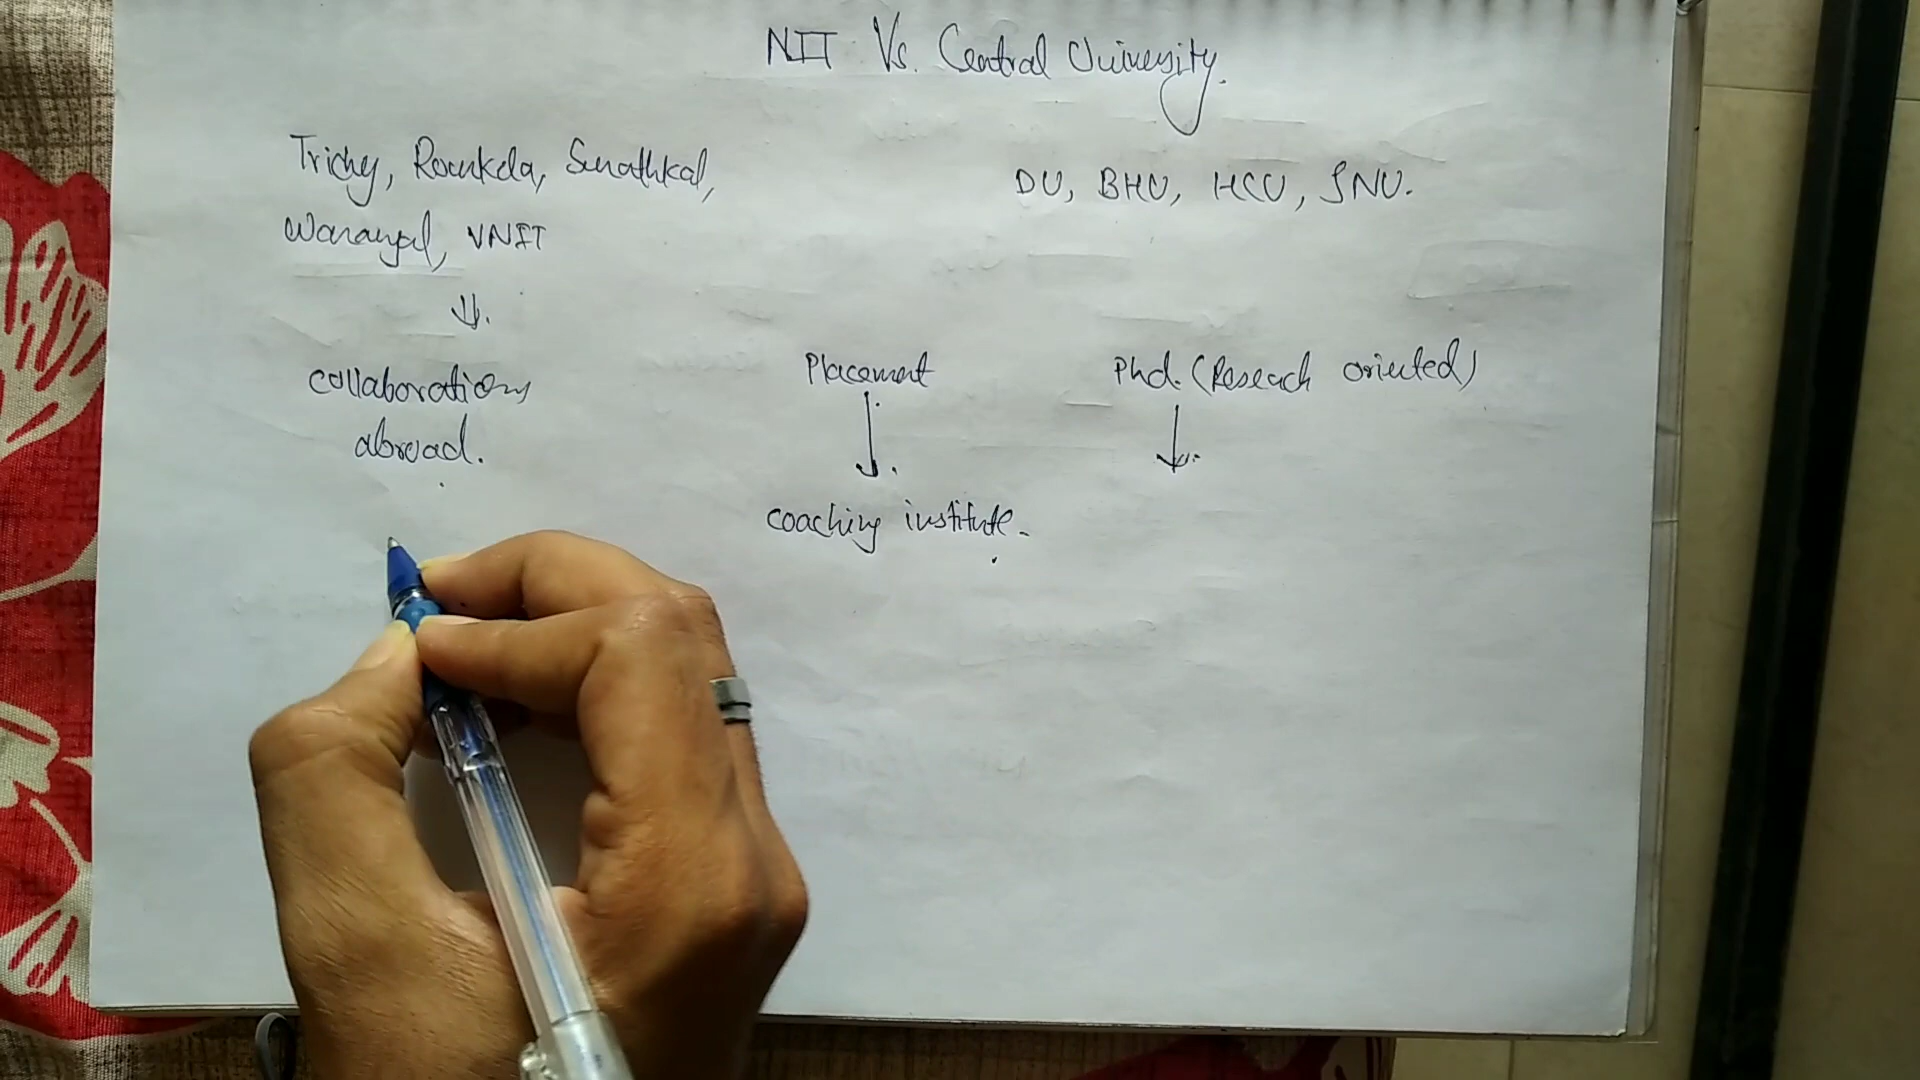 NIT Vs. Central University.
Trichy, Rourkela, Surathkal,
Warangal, VNIT
DU, BHU, HCU, JNU.
collaborations
abroad.
Placement
coaching institute.
Phd. (Reseach oriented)